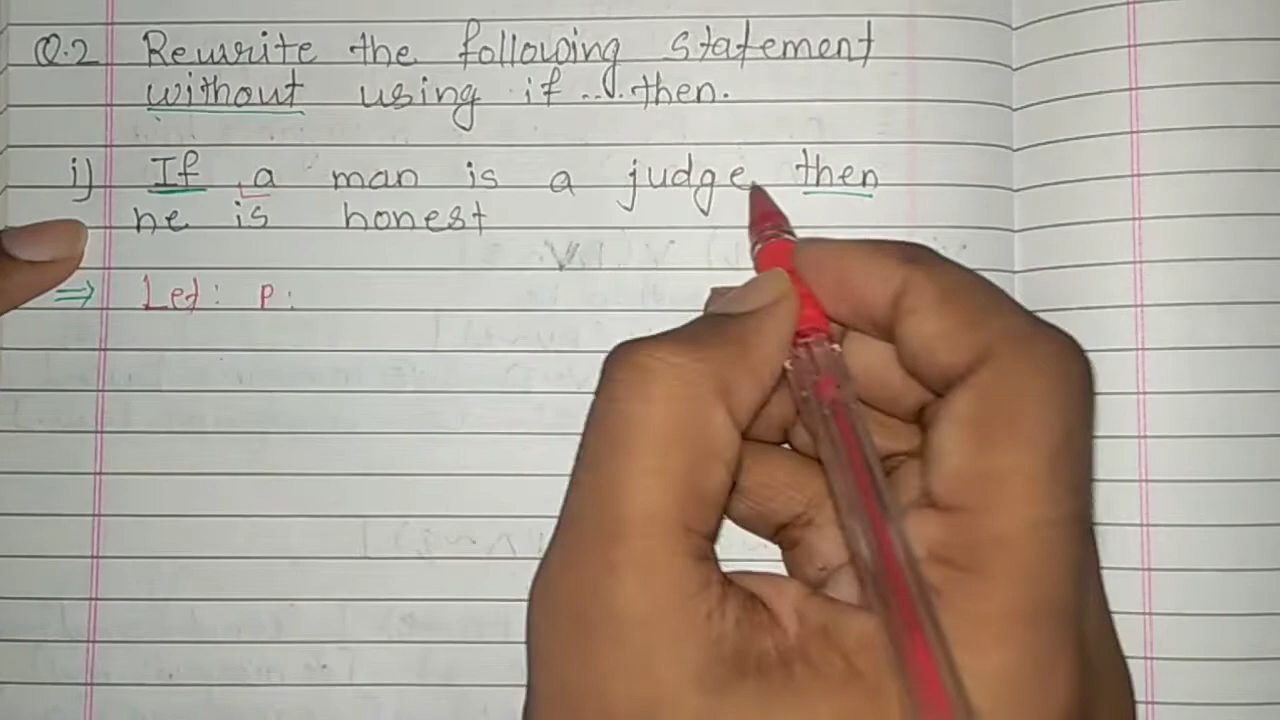 Q.2 Rewrite the following statement
without using if ... then.
i) If a man is a judge then
he is honest
⇒ Let: p: